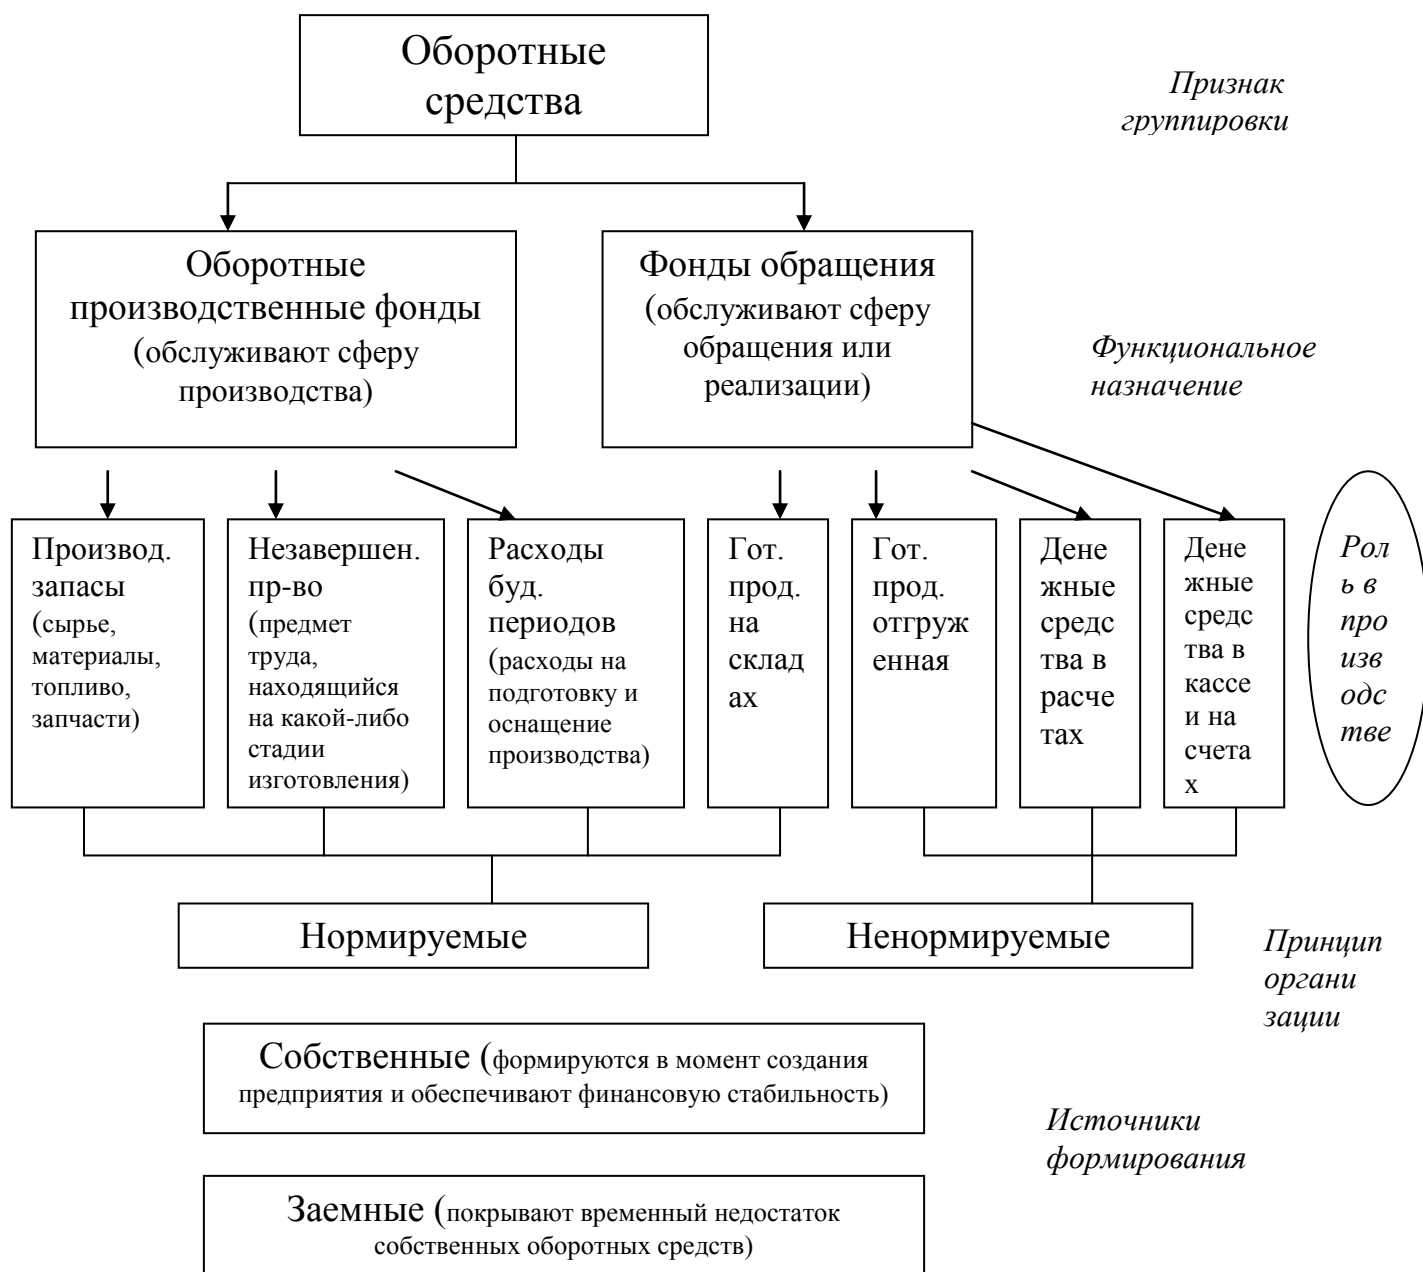 Оборотные
средства
Признак
группировки
Оборотные
производственные фонды
(обслуживают сферу
производства)
Фонды обращения
(обслуживают сферу
обращения или
реализации)
Функциональное
назначение
Производ.
запасы
(сырье,
материалы,
топливо,
запчасти)
Незавершен.
пр-во
(предмет
труда,
находящийся
на какой-либо
стадии
изготовления)
Расходы
буд.
периодов
(расходы на
подготовку и
оснащение
производства)
Гот.
прод.
на
склад
ах
Гот.
прод.
отгруж
енная
Дене
жные
средс
тва в
расче
тах
Дене
жные
средс
тва в
кассе
и на
счета
х
Рол
ь в
про
изв
одс
тве
Нормируемые
Ненормируемые
Принцип
органи
зации
Собственные (формируются в момент создания
предприятия и обеспечивают финансовую стабильность)
Источники
формирования
Заемные (покрывают временный недостаток
собственных оборотных средств)